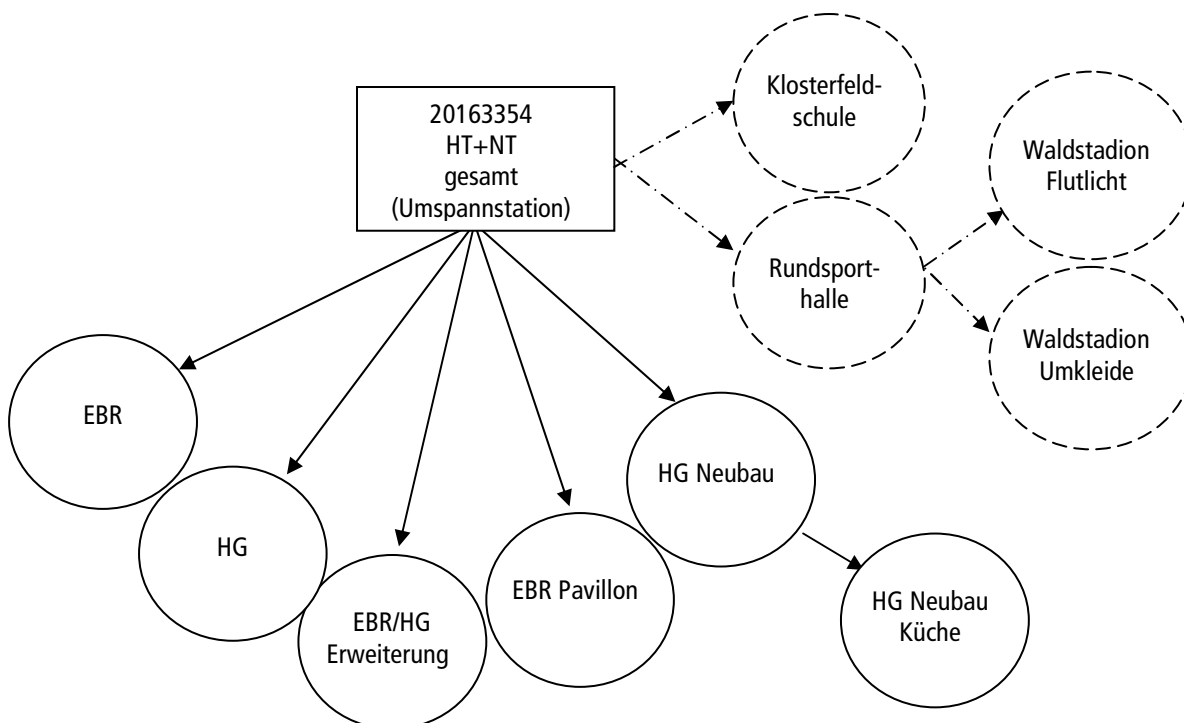 20163354
HT+NT
gesamt
(Umspannstation)
Klosterfeld-
schule
Rundsport-
halle
Waldstadion
Flutlicht
Waldstadion
Umkleide
EBR
HG
EBR/HG
Erweiterung
EBR Pavillon
HG Neubau
HG Neubau
Küche